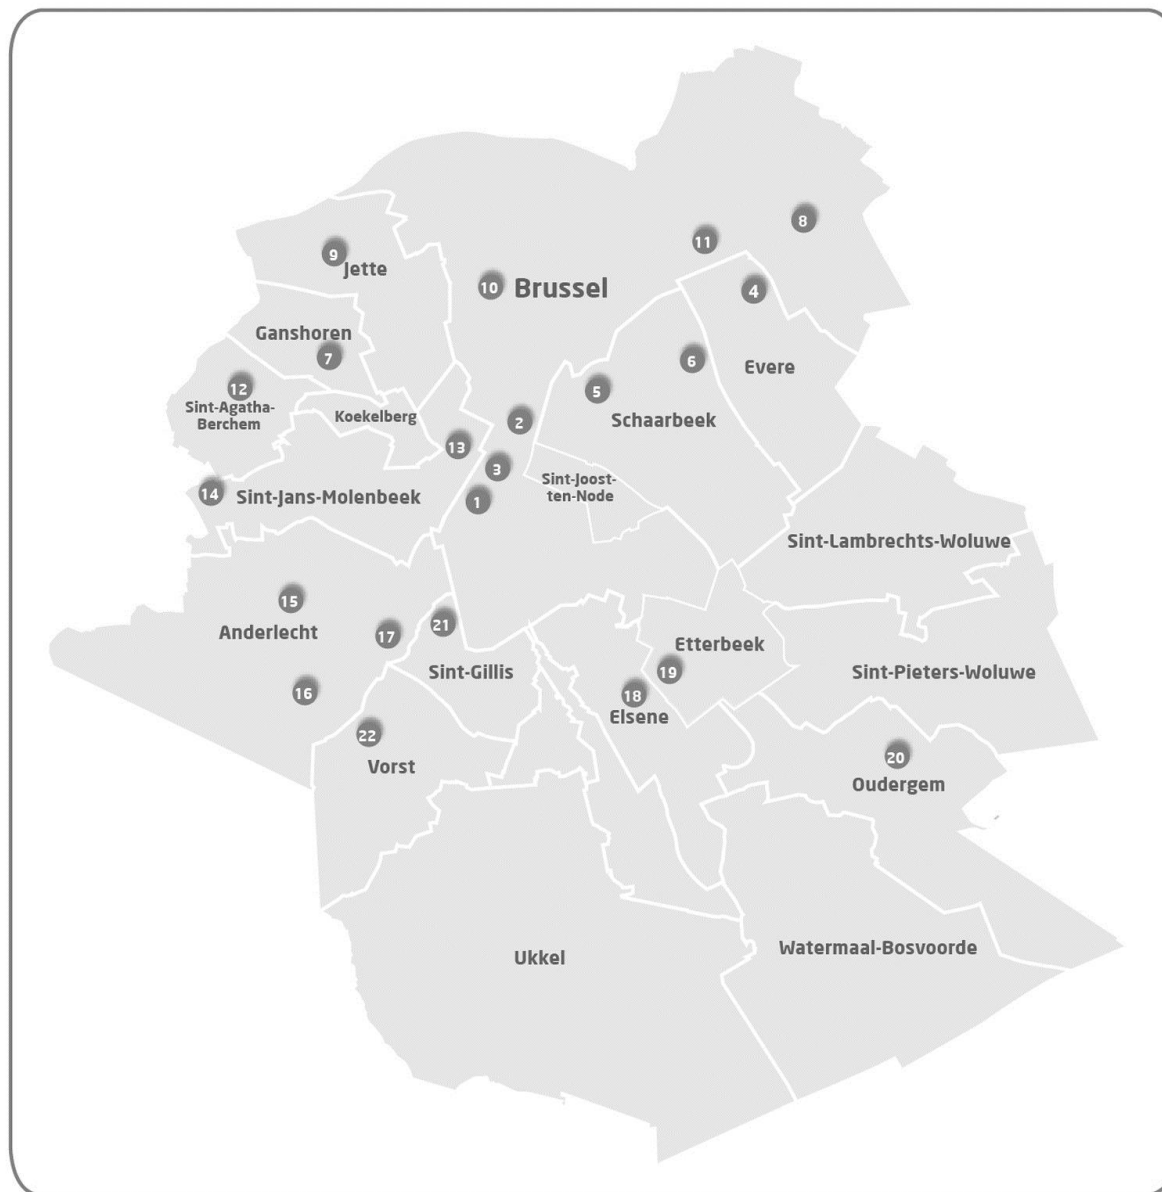 8
11
9
Jette
10
Brussel
4
Ganshoren
7
6
Evere
12
5
Sint-Agatha-
Berchem
Koekelberg
2
Schaarbeek
13
3
Sint-Joost-
ten-Node
14
Sint-Jans-Molenbeek
1
Sint-Lambrechts-Woluwe
15
Anderlecht
17
21
Etterbeek
Sint-Gillis
19
Sint-Pieters-Woluwe
16
18
Elsene
22
Vorst
20
Oudergem
Ukkel
Watermaal-Bosvoorde